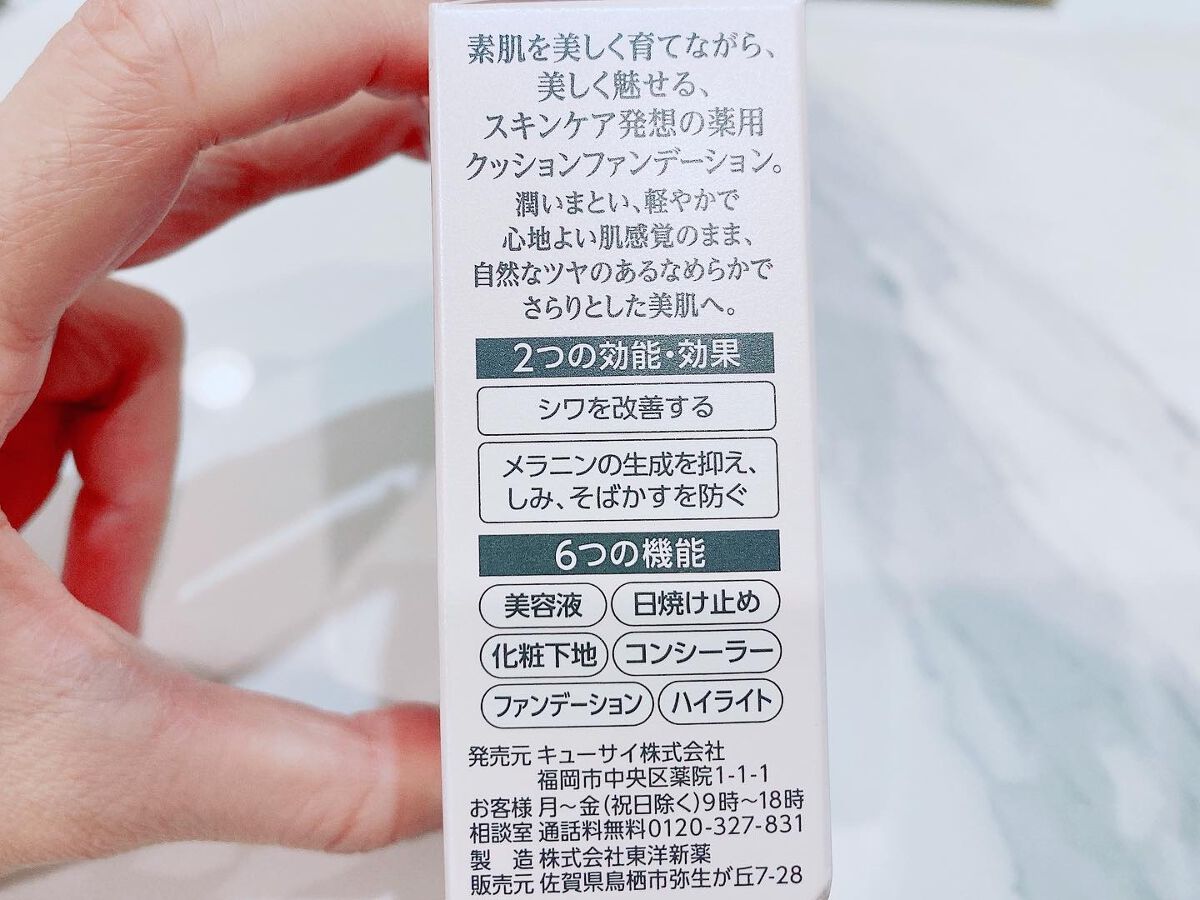 素肌を美しく育てながら、
美しく魅せる、
スキンケア発想の薬用
クッションファンデーション。
潤いまとい、軽やかで
心地よい肌感覚のまま、
自然なツヤのあるなめらかで
さらりとした美肌へ。
2つの効能・効果
シワを改善する
メラニンの生成を抑え、
しみ、そばかすを防ぐ
6つの機能
美容液 日焼け止め
化粧下地 コンシーラー
ファンデーション ハイライト
発売元 キューサイ株式会社
福岡市中央区薬院1-1-1
お客様 月～金(祝日除く)9時～18時
相談室 通話料無料0120-327-831
製 造 株式会社東洋新薬
販売元 佐賀県鳥栖市弥生が丘7-28